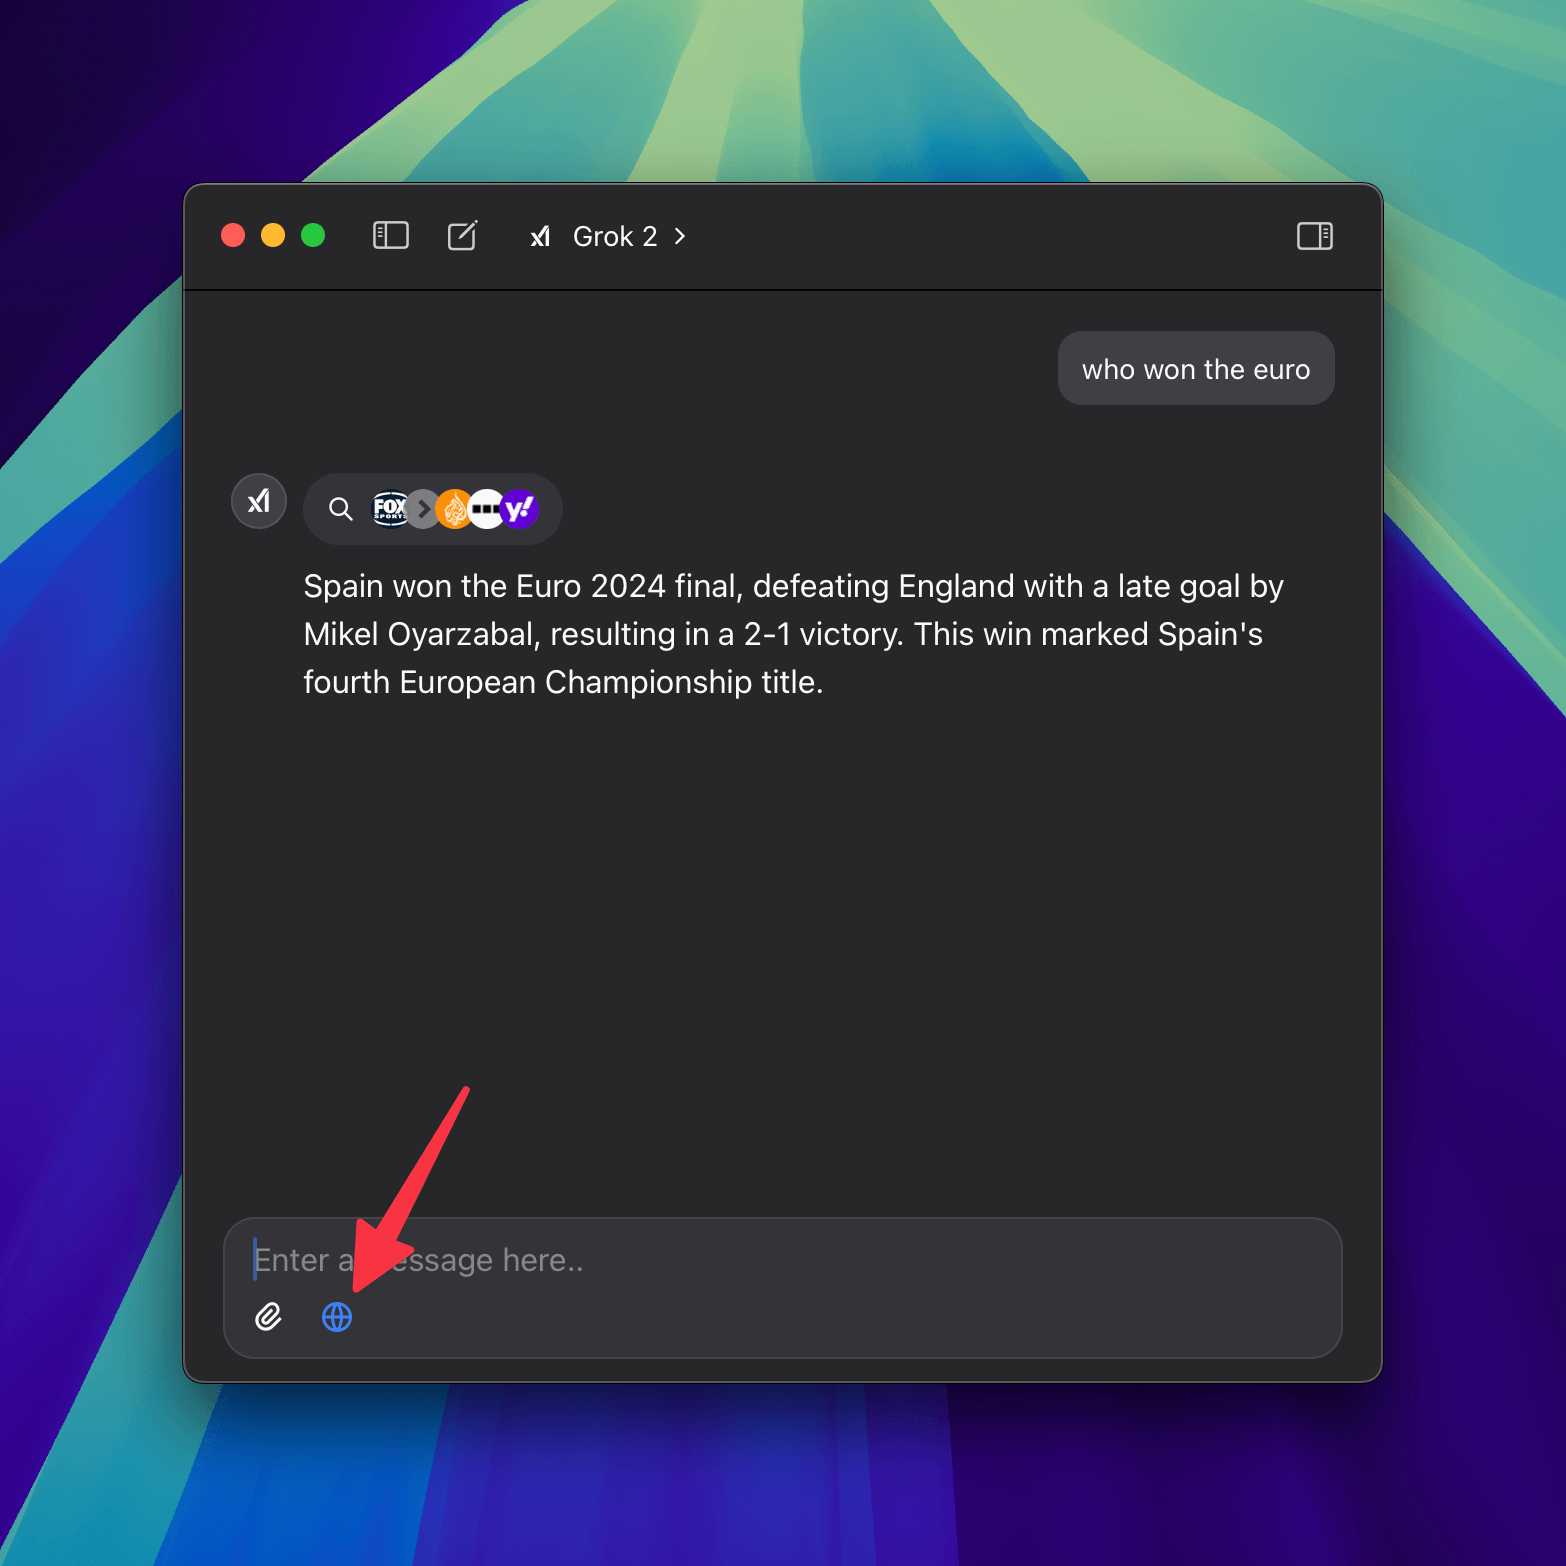 Grok 2
who won the euro
FOX
SPORTS
y!
Spain won the Euro 2024 final, defeating England with a late goal by
Mikel Oyarzabal, resulting in a 2-1 victory. This win marked Spain's
fourth European Championship title.
Enter a essage here..